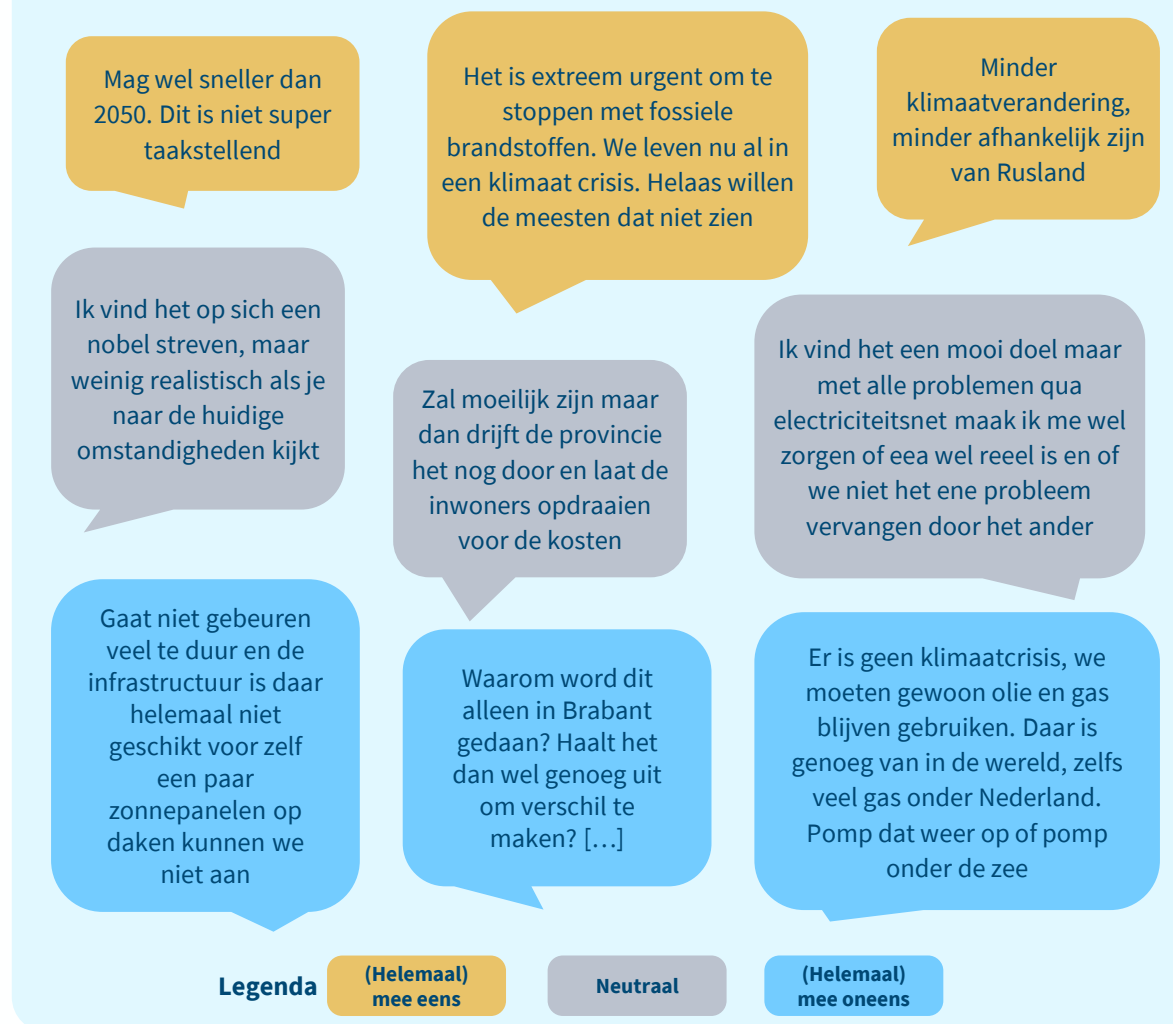 Mag wel sneller dan
2050. Dit is niet super
taakstellend
Het is extreem urgent om te
stoppen met fossiele
brandstoffen. We leven nu al in
een klimaat crisis. Helaas willen
de meesten dat niet zien
Minder
klimaatverandering,
minder afhankelijk zijn
van Rusland
Ik vind het op sich een
nobel streven, maar
weinig realistisch als je
naar de huidige
omstandigheden kijkt
Zal moeilijk zijn maar
dan drijft de provincie
het nog door en laat de
inwoners opdraaien
voor de kosten
Ik vind het een mooi doel maar
met alle problemen qua
electriciteitsnet maak ik me wel
zorgen of eea wel reeel is en of
we niet het ene probleem
vervangen door het ander
Gaat niet gebeuren
veel te duur en de
infrastructuur is daar
helemaal niet
geschikt voor zelf
een paar
zonnepanelen op
daken kunnen we
niet aan
Waarom word dit
alleen in Brabant
gedaan? Haalt het
dan wel genoeg uit
om verschil te
maken? […]
Er is geen klimaatcrisis, we
moeten gewoon olie en gas
blijven gebruiken. Daar is
genoeg van in de wereld, zelfs
veel gas onder Nederland.
Pomp dat weer op of pomp
onder de zee
Legenda
(Helemaal)
mee eens
Neutraal
(Helemaal)
mee oneens